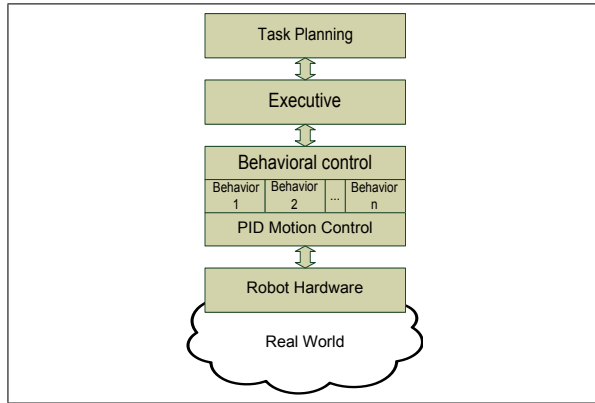 Task Planning
Executive
Behavioral control
Behavior Behavior ... Behavior
1 2 n
PID Motion Control
Robot Hardware
Real World